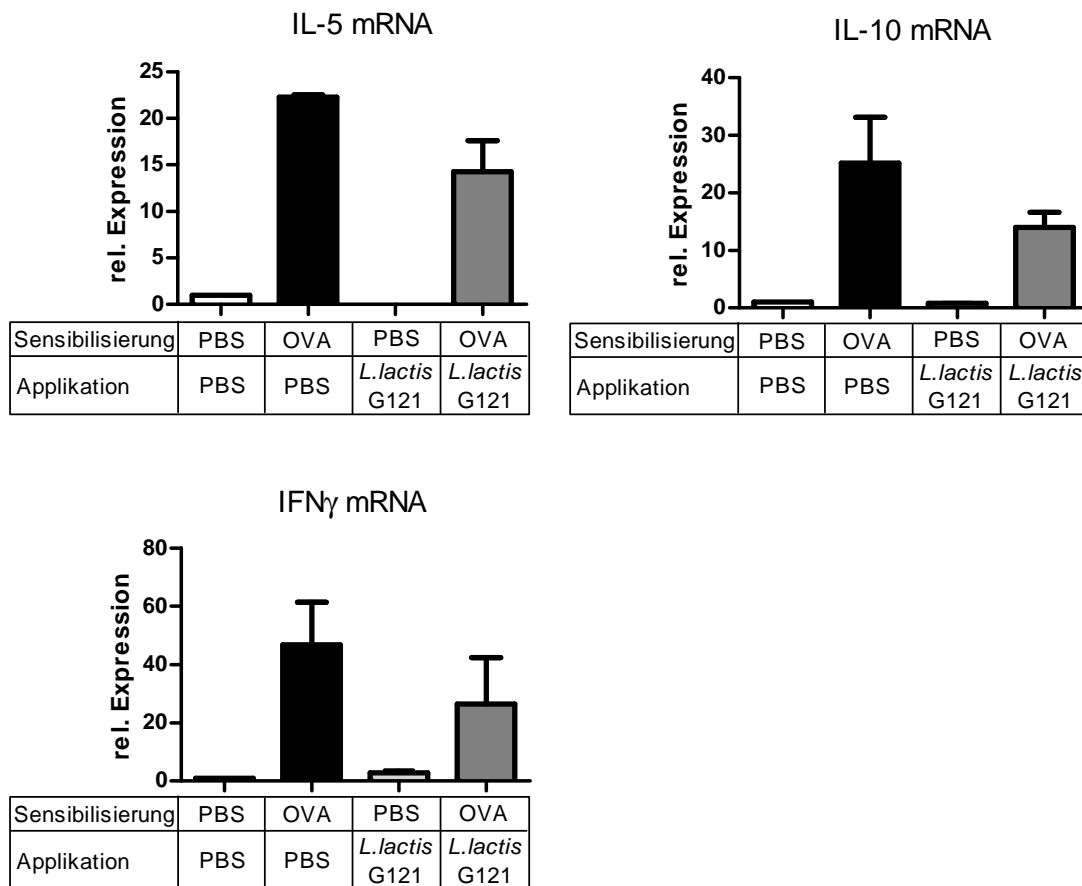 IL-5 mRNA
rel. Expression
25
20
15
10
5
0
Sensibilisierung PBS OVA PBS OVA
Applikation PBS PBS L.lactis G121 L.lactis G121
IL-10 mRNA
rel. Expression
40
30
20
10
0
Sensibilisierung PBS OVA PBS OVA
Applikation PBS PBS L.lactis G121 L.lactis G121
IFNγ mRNA
rel. Expression
80
60
40
20
0
Sensibilisierung PBS OVA PBS OVA
Applikation PBS PBS L.lactis G121 L.lactis G121